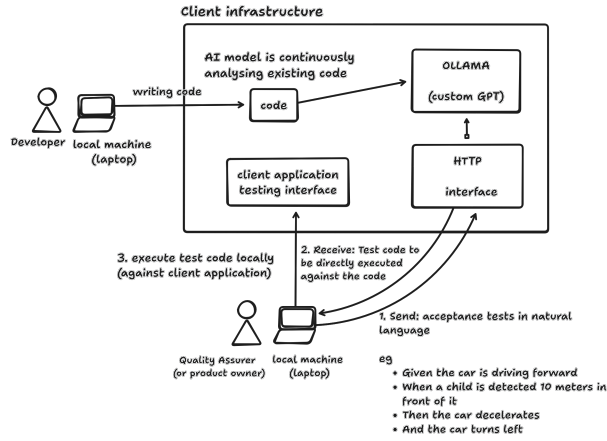 Client infrastructure
AI model is continuously
analysing existing code
OLLAMA
(custom GPT)
writing code
code
Developer
local machine
(laptop)
HTTP
interface
client application
testing interface
3. execute test code locally
(against client application)
2. Receive: Test code to
be directly executed
against the code
1. Send: acceptance tests in natural
language
Quality Assurer
(or product owner)
local machine
(laptop)
eg
• Given the car is driving forward
• When a child is detected 10 meters in
front of it
• Then the car decelerates
• And the car turns left